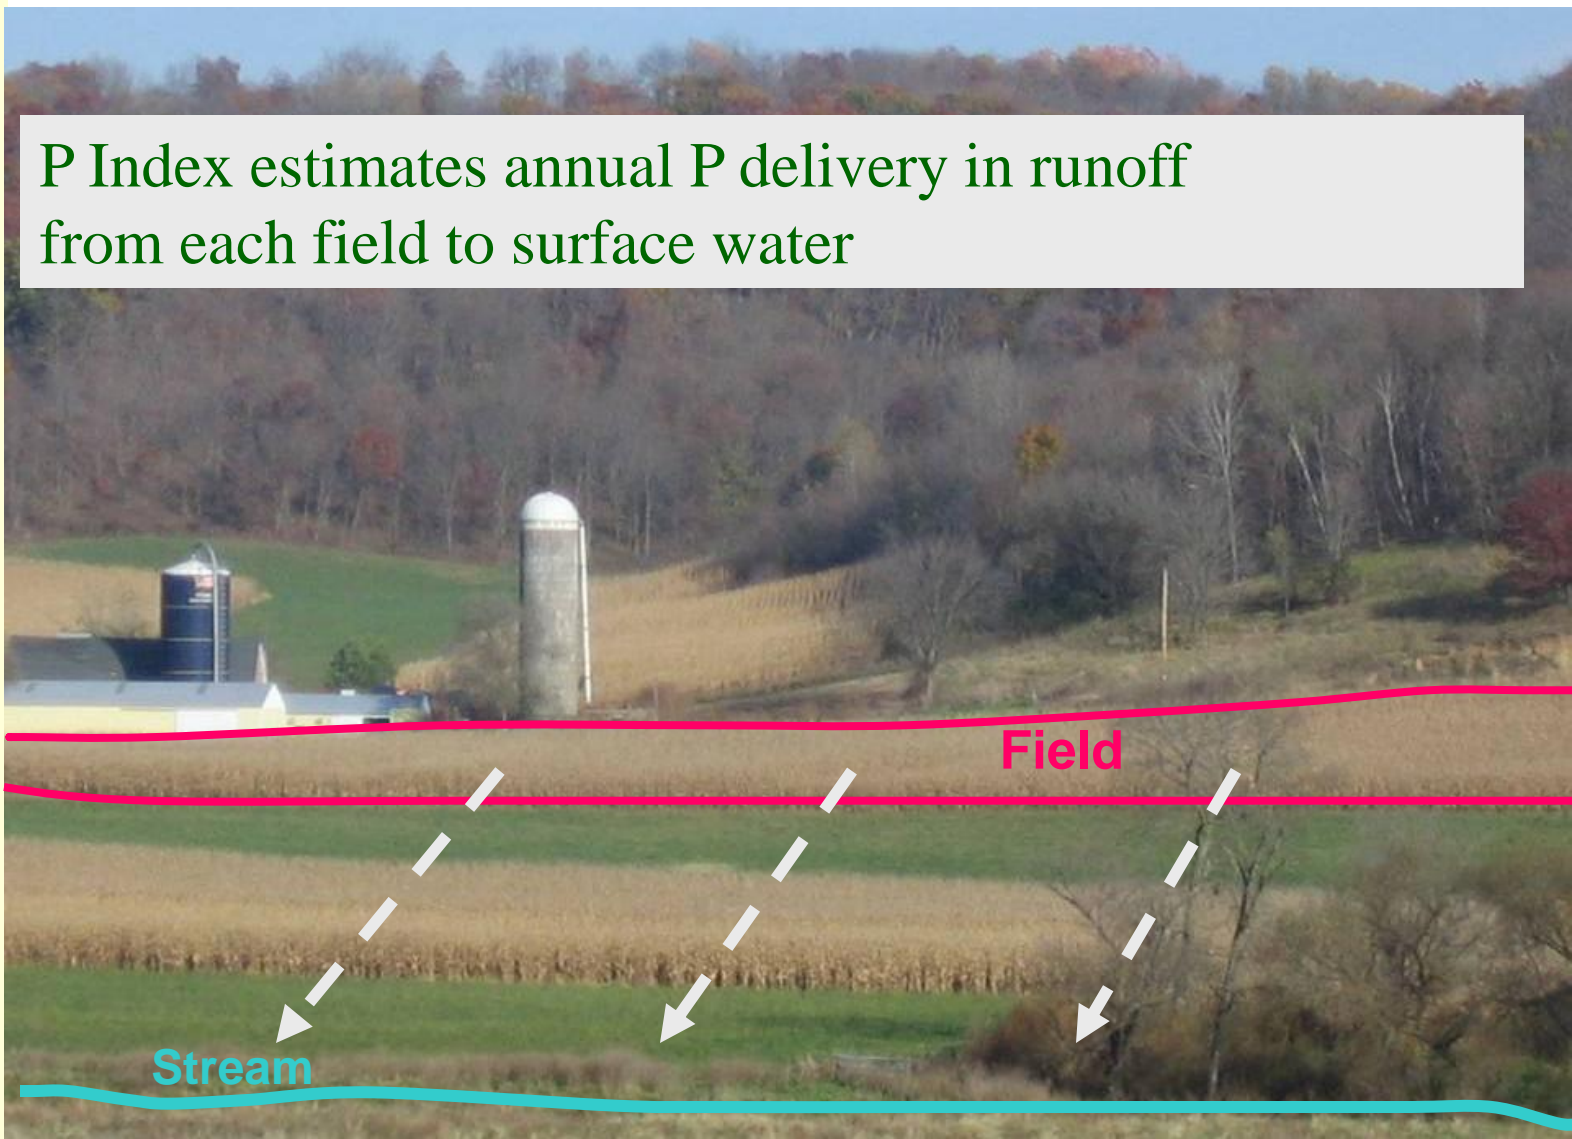 P Index estimates annual P delivery in runoff
from each field to surface water
Field
Stream